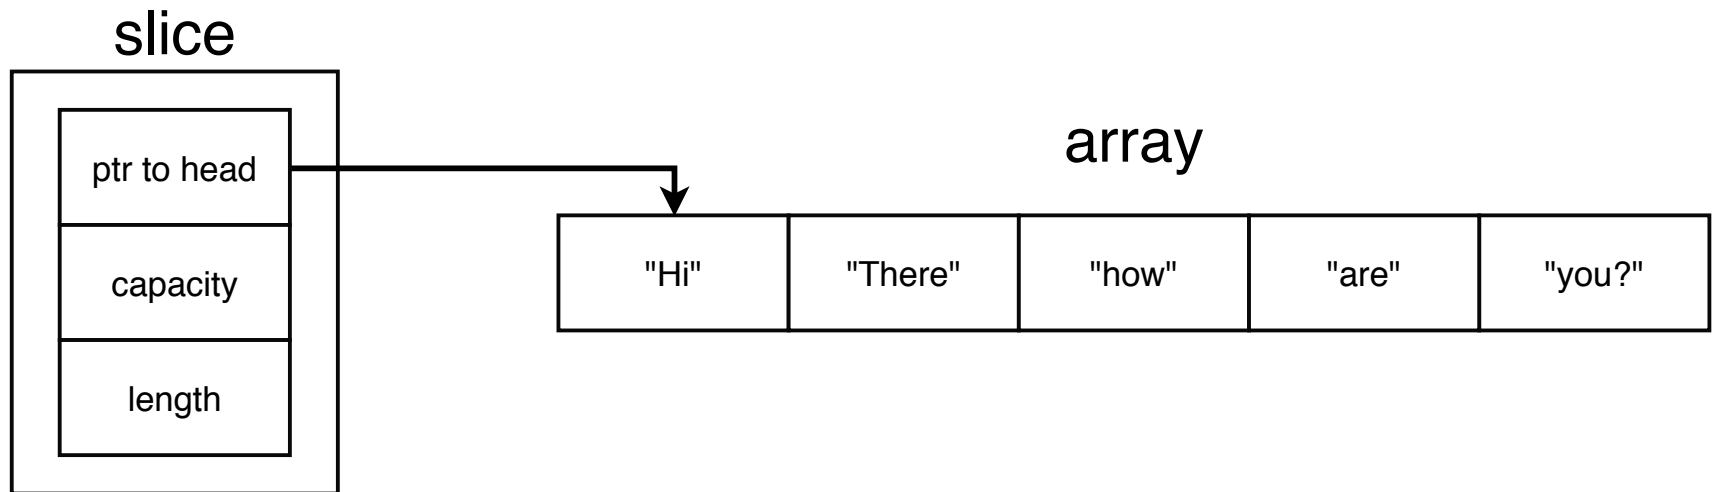 slice
ptr to head
capacity
length
array
"Hi" "There" "how" "are" "you?"